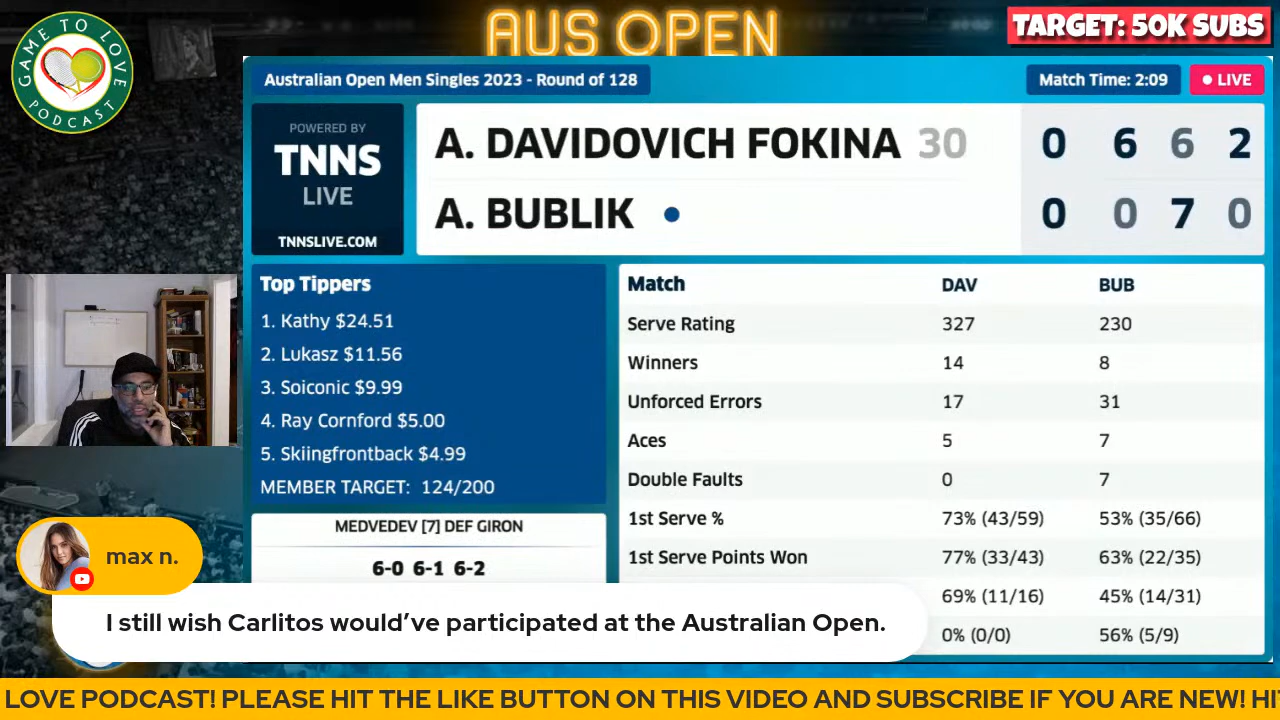 AUS OPEN
TARGET: 50K SUBS
GAME TO LOVE
PODCAST
Australian Open Men Singles 2023 - Round of 128
Match Time: 2:09
LIVE
POWERED BY
TNNS
LIVE
TNNSLIVE.COM
A. DAVIDOVICH FOKINA 30 0 6 6 2
A. BUBLIK 0 0 7 0
Top Tippers
1. Kathy $24.51
2. Lukasz $11.56
3. Soiconic $9.99
4. Ray Cornford $5.00
5. Skiingfrontback $4.99
MEMBER TARGET: 124/200
MEDVEDEV [7] DEF GIRON
6-0 6-1 6-2
Match DAV BUB
Serve Rating 327 230
Winners 14 8
Unforced Errors 17 31
Aces 5 7
Double Faults 0 7
1st Serve % 73% (43/59) 53% (35/66)
1st Serve Points Won 77% (33/43) 63% (22/35)
69% (11/16) 45% (14/31)
0% (0/0) 56% (5/9)
max n.
I still wish Carlitos would’ve participated at the Australian Open.
LOVE PODCAST! PLEASE HIT THE LIKE BUTTON ON THIS VIDEO AND SUBSCRIBE IF YOU ARE NEW! HI